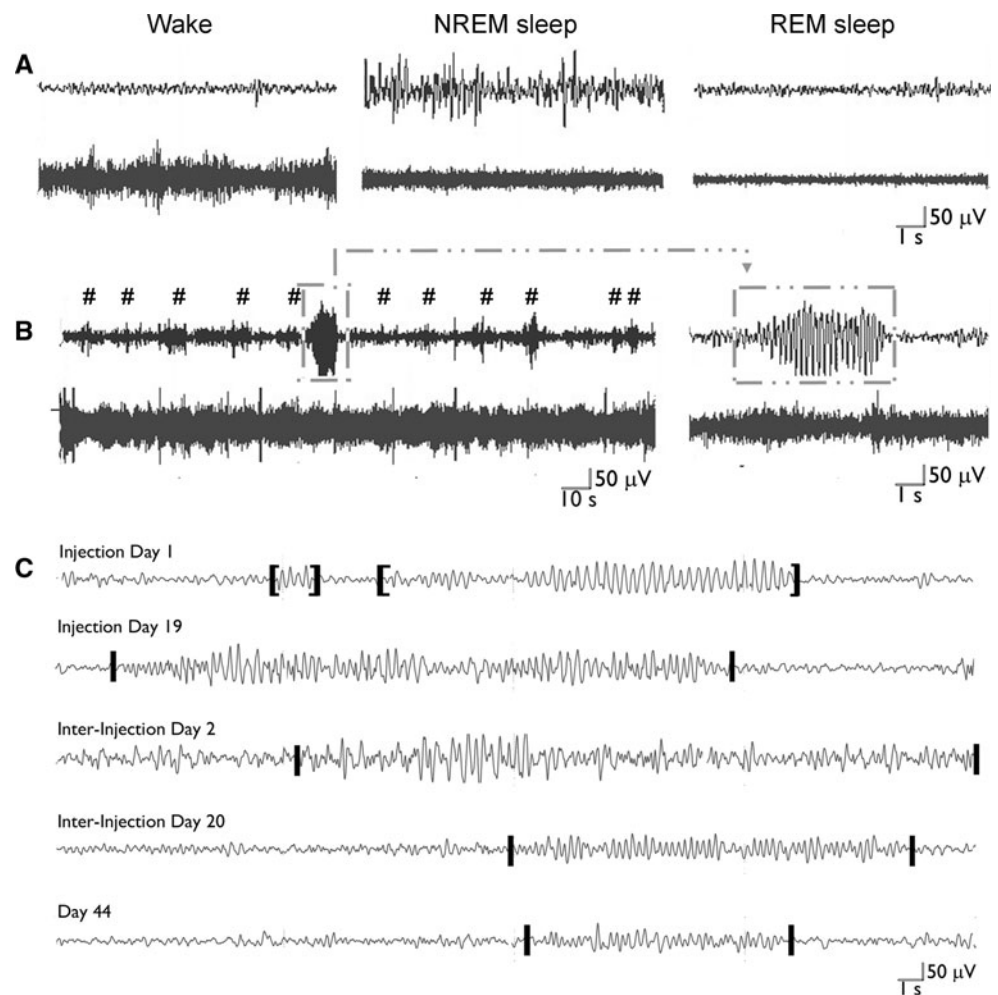 Wake NREM sleep REM sleep
A
50 μV
1 s
# # # # # # # # # # #
B
50 μV
10 s
50 μV
1 s
C
Injection Day 1
[ ] [ ]
Injection Day 19
Inter-Injection Day 2
Inter-Injection Day 20
Day 44
50 μV
1 s